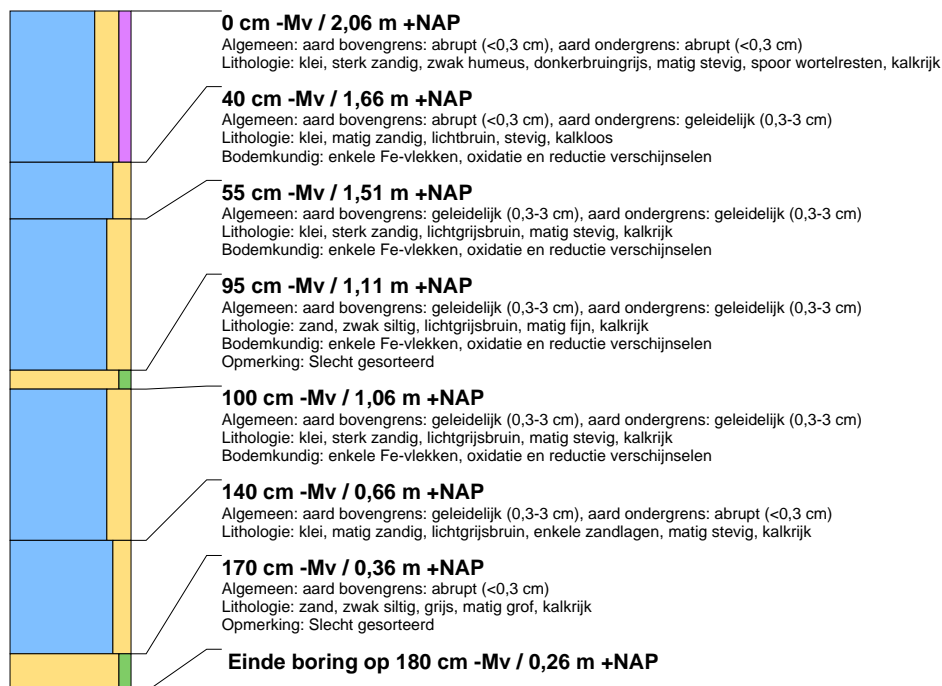 0 cm -Mv / 2,06 m +NAP
Algemeen: aard bovengrens: abrupt (<0,3 cm), aard ondergrens: abrupt (<0,3 cm)
Lithologie: klei, sterk zandig, zwak humeus, donkerbruingrijs, matig stevig, spoor wortelresten, kalkrijk
40 cm -Mv / 1,66 m +NAP
Algemeen: aard bovengrens: abrupt (<0,3 cm), aard ondergrens: geleidelijk (0,3-3 cm)
Lithologie: klei, matig zandig, lichtbruin, stevig, kalkloos
Bodemkundig: enkele Fe-vlekken, oxidatie en reductie verschijnselen
55 cm -Mv / 1,51 m +NAP
Algemeen: aard bovengrens: geleidelijk (0,3-3 cm), aard ondergrens: geleidelijk (0,3-3 cm)
Lithologie: klei, sterk zandig, lichtgrijsbruin, matig stevig, kalkrijk
Bodemkundig: enkele Fe-vlekken, oxidatie en reductie verschijnselen
95 cm -Mv / 1,11 m +NAP
Algemeen: aard bovengrens: geleidelijk (0,3-3 cm), aard ondergrens: geleidelijk (0,3-3 cm)
Lithologie: zand, zwak siltig, lichtgrijsbruin, matig fijn, kalkrijk
Bodemkundig: enkele Fe-vlekken, oxidatie en reductie verschijnselen
Opmerking: Slecht gesorteerd
100 cm -Mv / 1,06 m +NAP
Algemeen: aard bovengrens: geleidelijk (0,3-3 cm), aard ondergrens: geleidelijk (0,3-3 cm)
Lithologie: klei, sterk zandig, lichtgrijsbruin, matig stevig, kalkrijk
Bodemkundig: enkele Fe-vlekken, oxidatie en reductie verschijnselen
140 cm -Mv / 0,66 m +NAP
Algemeen: aard bovengrens: geleidelijk (0,3-3 cm), aard ondergrens: abrupt (<0,3 cm)
Lithologie: klei, matig zandig, lichtgrijsbruin, enkele zandlagen, matig stevig, kalkrijk
170 cm -Mv / 0,36 m +NAP
Algemeen: aard bovengrens: abrupt (<0,3 cm)
Lithologie: zand, zwak siltig, grijs, matig grof, kalkrijk
Opmerking: Slecht gesorteerd
Einde boring op 180 cm -Mv / 0,26 m +NAP